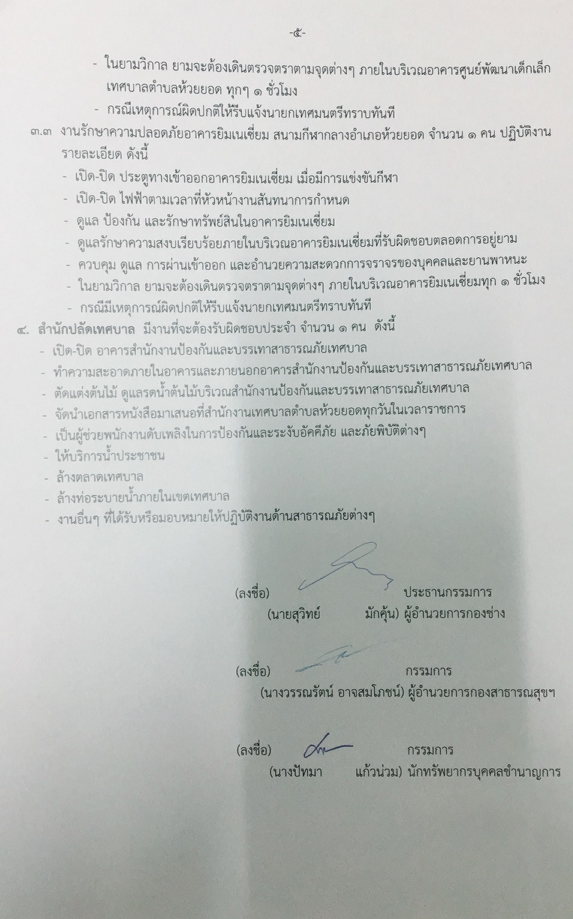 -๕-
- ในยามวิกาล ยามจะต้องเดินตรวจตราตามจุดต่างๆ ภายในบริเวณอาคารศูนย์พัฒนาเด็กเล็ก
เทศบาลตำบลห้วยยอด ทุกๆ ๑ ชั่วโมง
- กรณีเหตุการณ์ผิดปกติให้รีบแจ้งนายกเทศมนตรีทราบทันที
๓.๓ งานรักษาความปลอดภัยอาคารยิมเนเซี่ยม สนามกีฬากลางอำเภอห้วยยอด จำนวน ๑ คน ปฏิบัติงาน
รายละเอียด ดังนี้
- เปิด-ปิด ประตูทางเข้าออกอาคารยิมเนเซี่ยม เมื่อมีการแข่งขันกีฬา
- เปิด-ปิด ไฟฟ้าตามเวลาที่หัวหน้างานสันทนาการกำหนด
- ดูแล ป้องกัน และรักษาทรัพย์สินในอาคารยิมเนเซี่ยม
- ดูแลรักษาความสงบเรียบร้อยภายในบริเวณอาคารยิมเนเซี่ยมที่รับผิดชอบตลอดการอยู่ยาม
- ควบคุม ดูแล การผ่านเข้าออก และอำนวยความสะดวกการจราจรของบุคคลและยานพาหนะ
- ในยามวิกาล ยามจะต้องเดินตรวจตราตามจุดต่างๆ ภายในบริเวณอาคารยิมเนเซี่ยมทุก ๑ ชั่วโมง
- กรณีมีเหตุการณ์ผิดปกติให้รีบแจ้งนายกเทศมนตรีทราบทันที
๔. สำนักปลัดเทศบาล มีงานที่จะต้องรับผิดชอบประจำ จำนวน ๑ คน ดังนี้
- เปิด-ปิด อาคารสำนักงานป้องกันและบรรเทาสาธารณภัยเทศบาล
- ทำความสะอาดภายในอาคารและภายนอกอาคารสำนักงานป้องกันและบรรเทาสาธารณภัยเทศบาล
- ตัดแต่งต้นไม้ ดูแลรดน้ำต้นไม้บริเวณสำนักงานป้องกันและบรรเทาสาธารณภัยเทศบาล
- จัดนำเอกสารหนังสือมาเสนอที่สำนักงานเทศบาลตำบลห้วยยอดทุกวันในเวลาราชการ
- เป็นผู้ช่วยพนักงานดับเพลิงในการป้องกันและระงับอัคคีภัย และภัยพิบัติต่างๆ
- ให้บริการน้ำประชาชน
- ล้างตลาดเทศบาล
- ล้างท่อระบายน้ำภายในเขตเทศบาล
- งานอื่นๆ ที่ได้รับหรือมอบหมายให้ปฏิบัติงานด้านสาธารณภัยต่างๆ
(ลงชื่อ) ประธานกรรมการ
(นายสุวิทย์ มักคุ้น) ผู้อำนวยการกองช่าง
(ลงชื่อ) กรรมการ
(นางวรรณรัตน์ อาจสมโภชน์) ผู้อำนวยการกองสาธารณสุขฯ
(ลงชื่อ) กรรมการ
(นางปัทมา แก้วน่วม) นักทรัพยากรบุคคลชำนาญการ